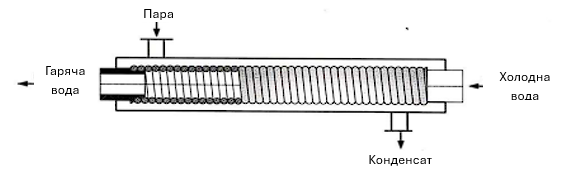 Пара
Гаряча
вода
Холодна
вода
Конденсат